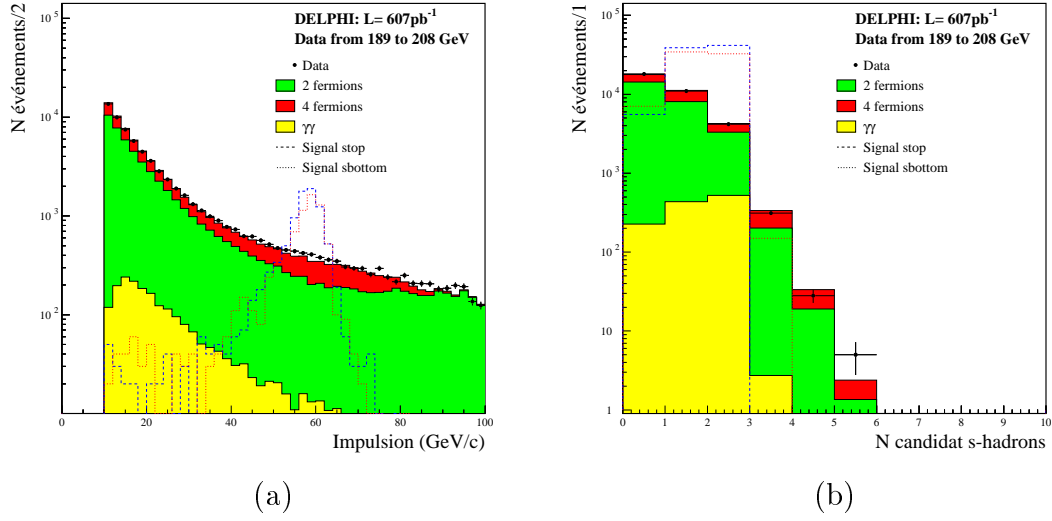 N événements/2
DELPHI: L= 607pb⁻¹
Data from 189 to 208 GeV
Data
2 fermions
4 fermions
γγ
Signal stop
Signal sbottom
10⁴
10³
10²
0 20 40 60 80 100
Impulsion (GeV/c)
(a)
N événements/1
DELPHI: L= 607pb⁻¹
Data from 189 to 208 GeV
Data
2 fermions
4 fermions
γγ
Signal stop
Signal sbottom
10⁵
10⁴
10³
10²
10
1
0 1 2 3 4 5 6 7 8 9 10
N candidat s-hadrons
(b)